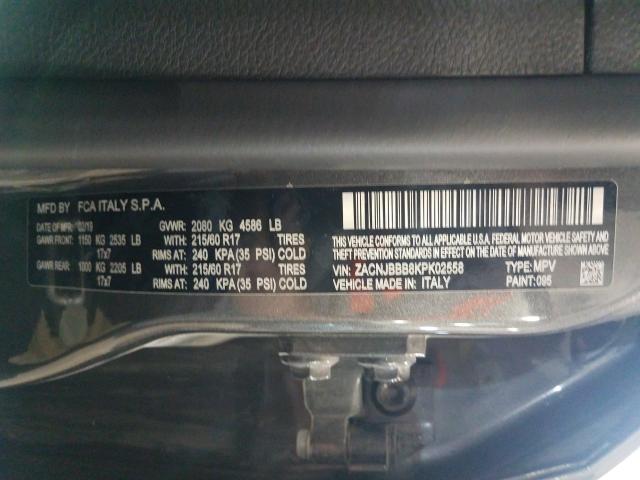 MFD BY FCA ITALY S.P.A.
DATE OF MFR: 02/19 GVWR: 2080 KG 4586 LB
GAWR FRONT: 1150 KG 2535 LB WITH: 215/60 R17 TIRES
17x7 RIMS AT: 240 KPA (35 PSI) COLD
GAWR REAR: 1000 KG 2205 LB WITH: 215/60 R17 TIRES
17x7 RIMS AT: 240 KPA (35 PSI) COLD
THIS VEHICLE CONFORMS TO ALL APPLICABLE U.S.A. FEDERAL MOTOR
VEHICLE SAFETY, BUMPER, AND
THEFT PREVENTION STANDARDS IN EFFECT ON THE DATE OF MANUFACTURE SHOWN ABOVE.
VIN: ZACNJBBB8KPK02558 TYPE: MPV
VEHICLE MADE IN: ITALY PAINT: 095